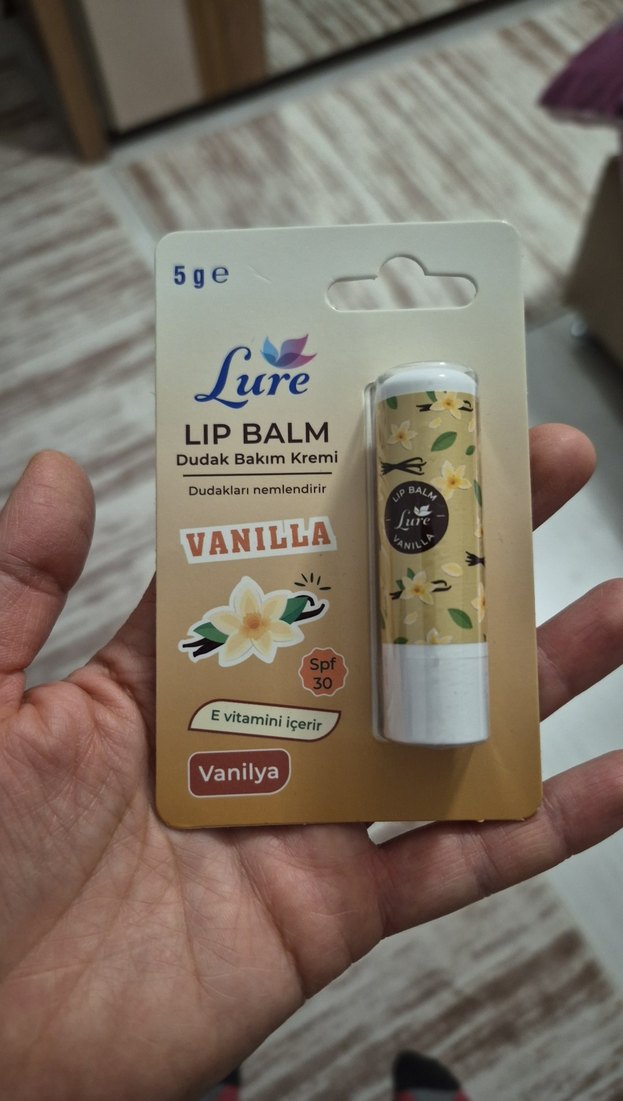 5 g e
Lure
LIP BALM
Dudak Bakım Kremi
Dudakları nemlendirir
VANILLA
Spf
30
E vitamini içerir
Vanilya
LIP BALM
Lure
VANILLA